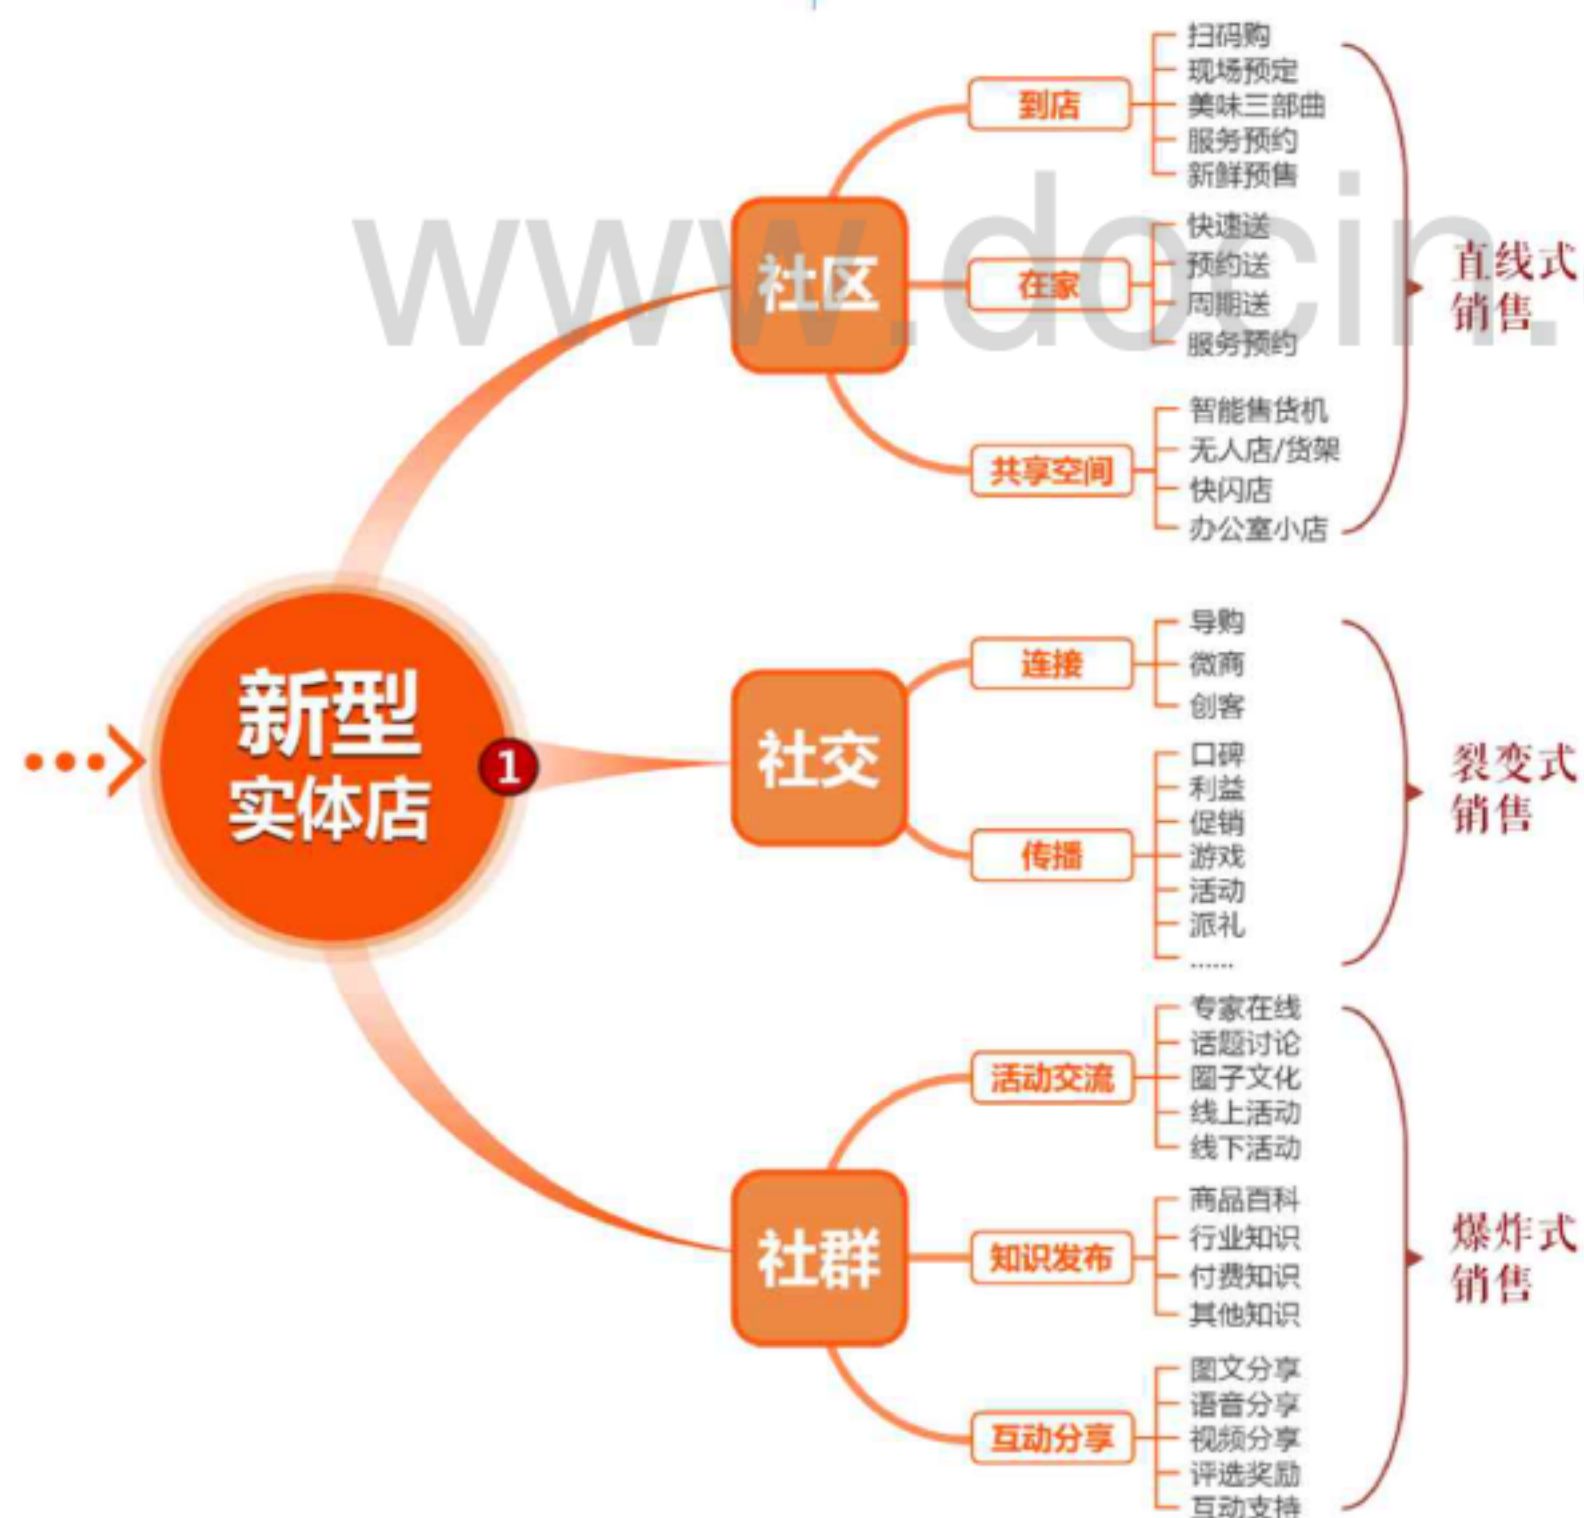 新型
实体店
1
社区
到店
扫码购
现场预定
美味三部曲
服务预约
新鲜预售
在家
快速送
预约送
周期送
服务预约
共享空间
智能售货机
无人店/货架
快闪店
办公室小店
直线式
销售
社交
连接
导购
微商
创客
传播
口碑
利益
促销
游戏
活动
派礼
......
裂变式
销售
社群
活动交流
专家在线
话题讨论
圈子文化
线上活动
线下活动
知识发布
商品百科
行业知识
付费知识
其他知识
互动分享
图文分享
语音分享
视频分享
评选奖励
互动支持
爆炸式
销售
www.docin.